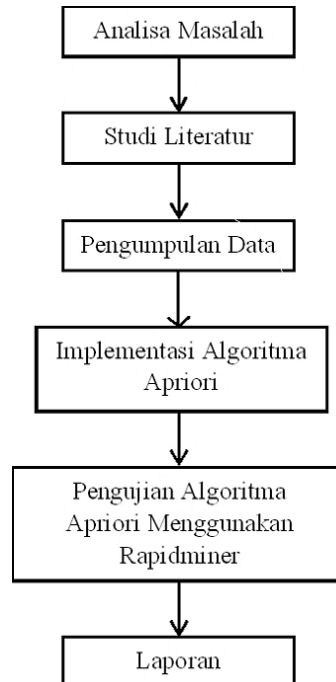 Analisa Masalah
Studi Literatur
Pengumpulan Data
Implementasi Algoritma
Apriori
Pengujian Algoritma
Apriori Menggunakan
Rapidminer
Laporan